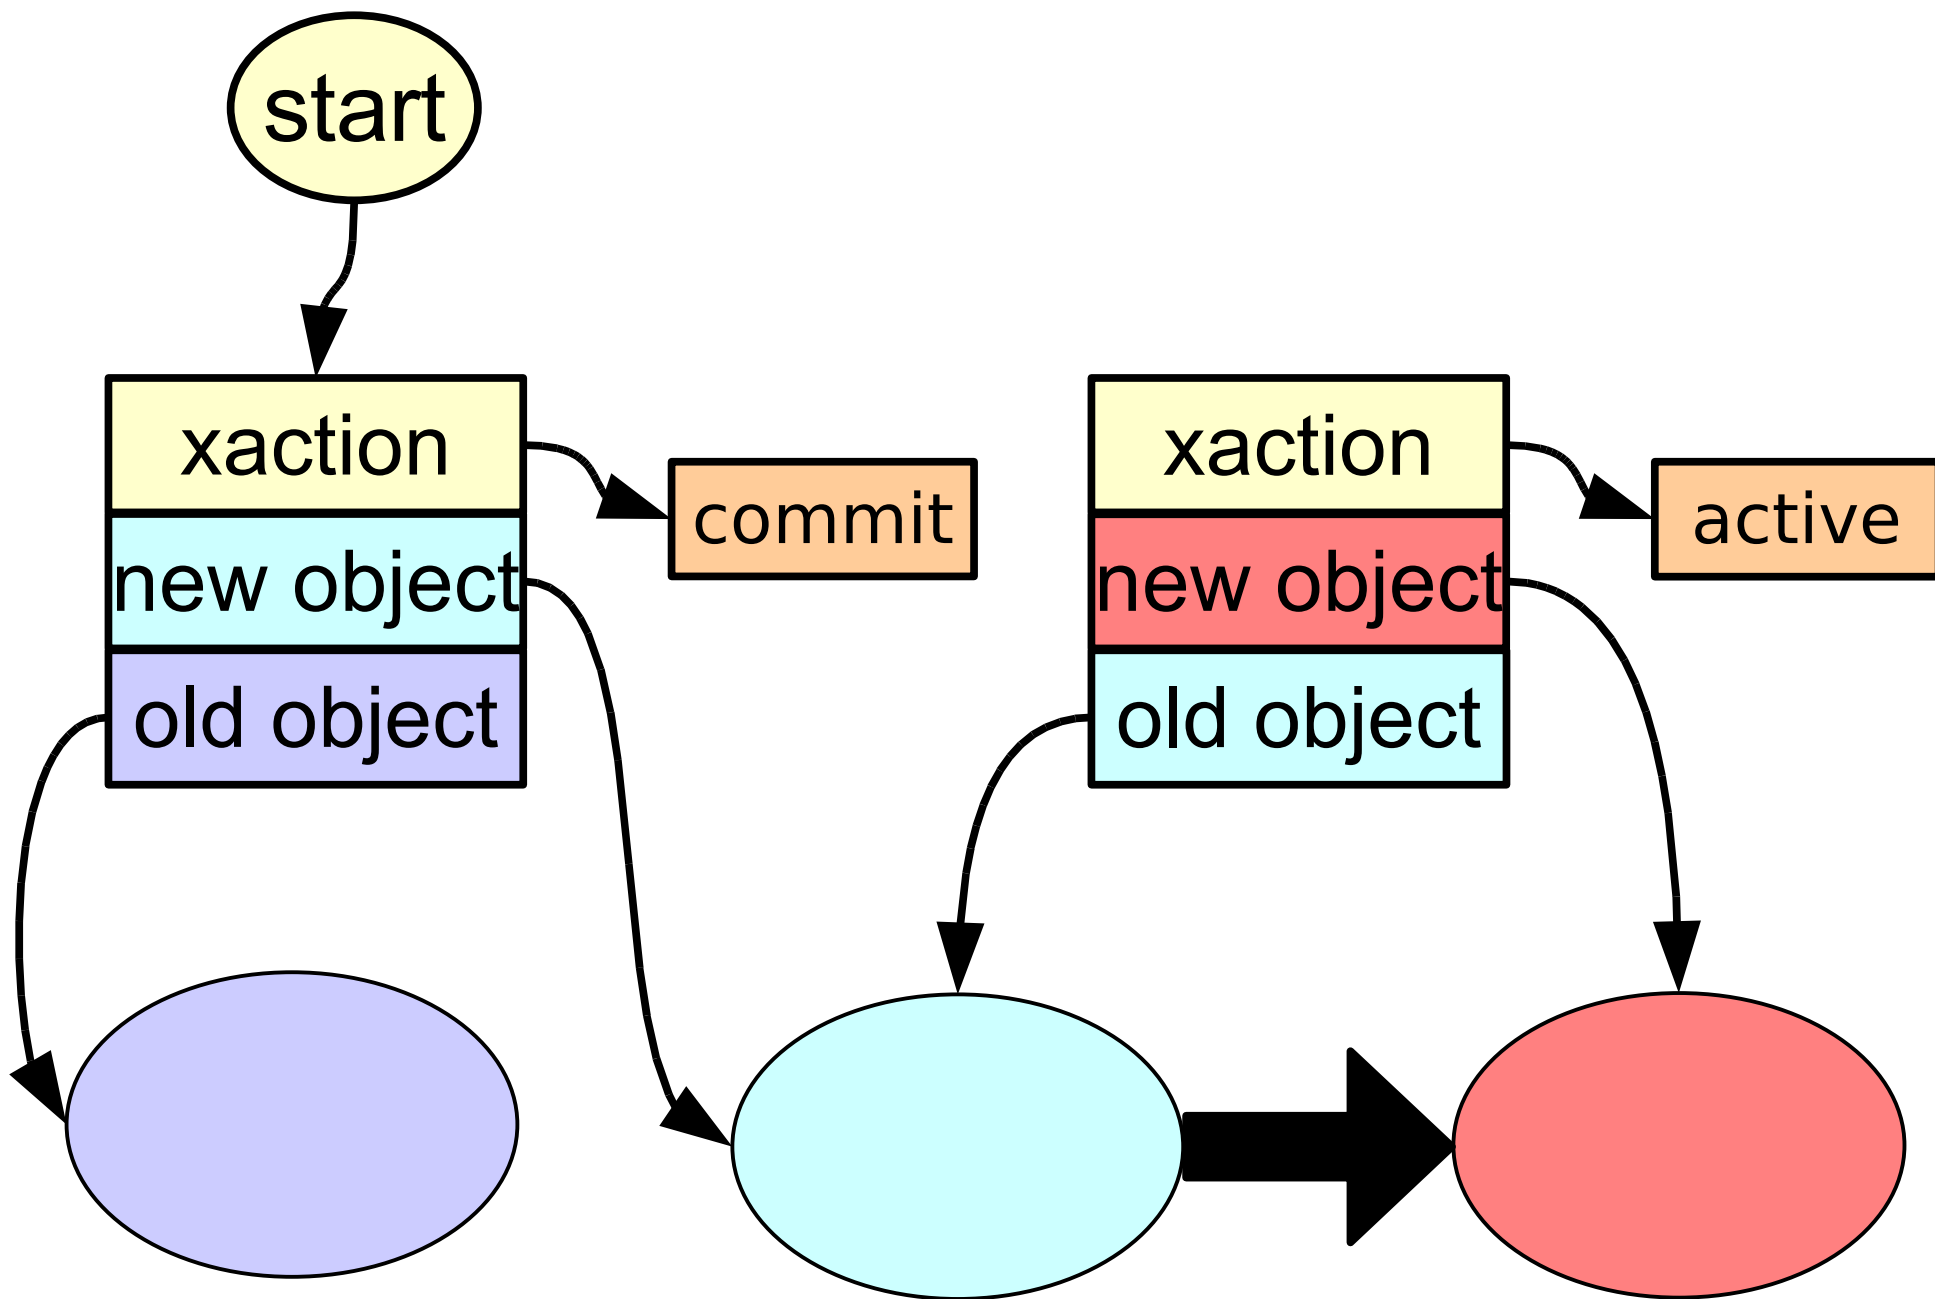 start
xaction
new object
old object
commit
xaction
new object
old object
active